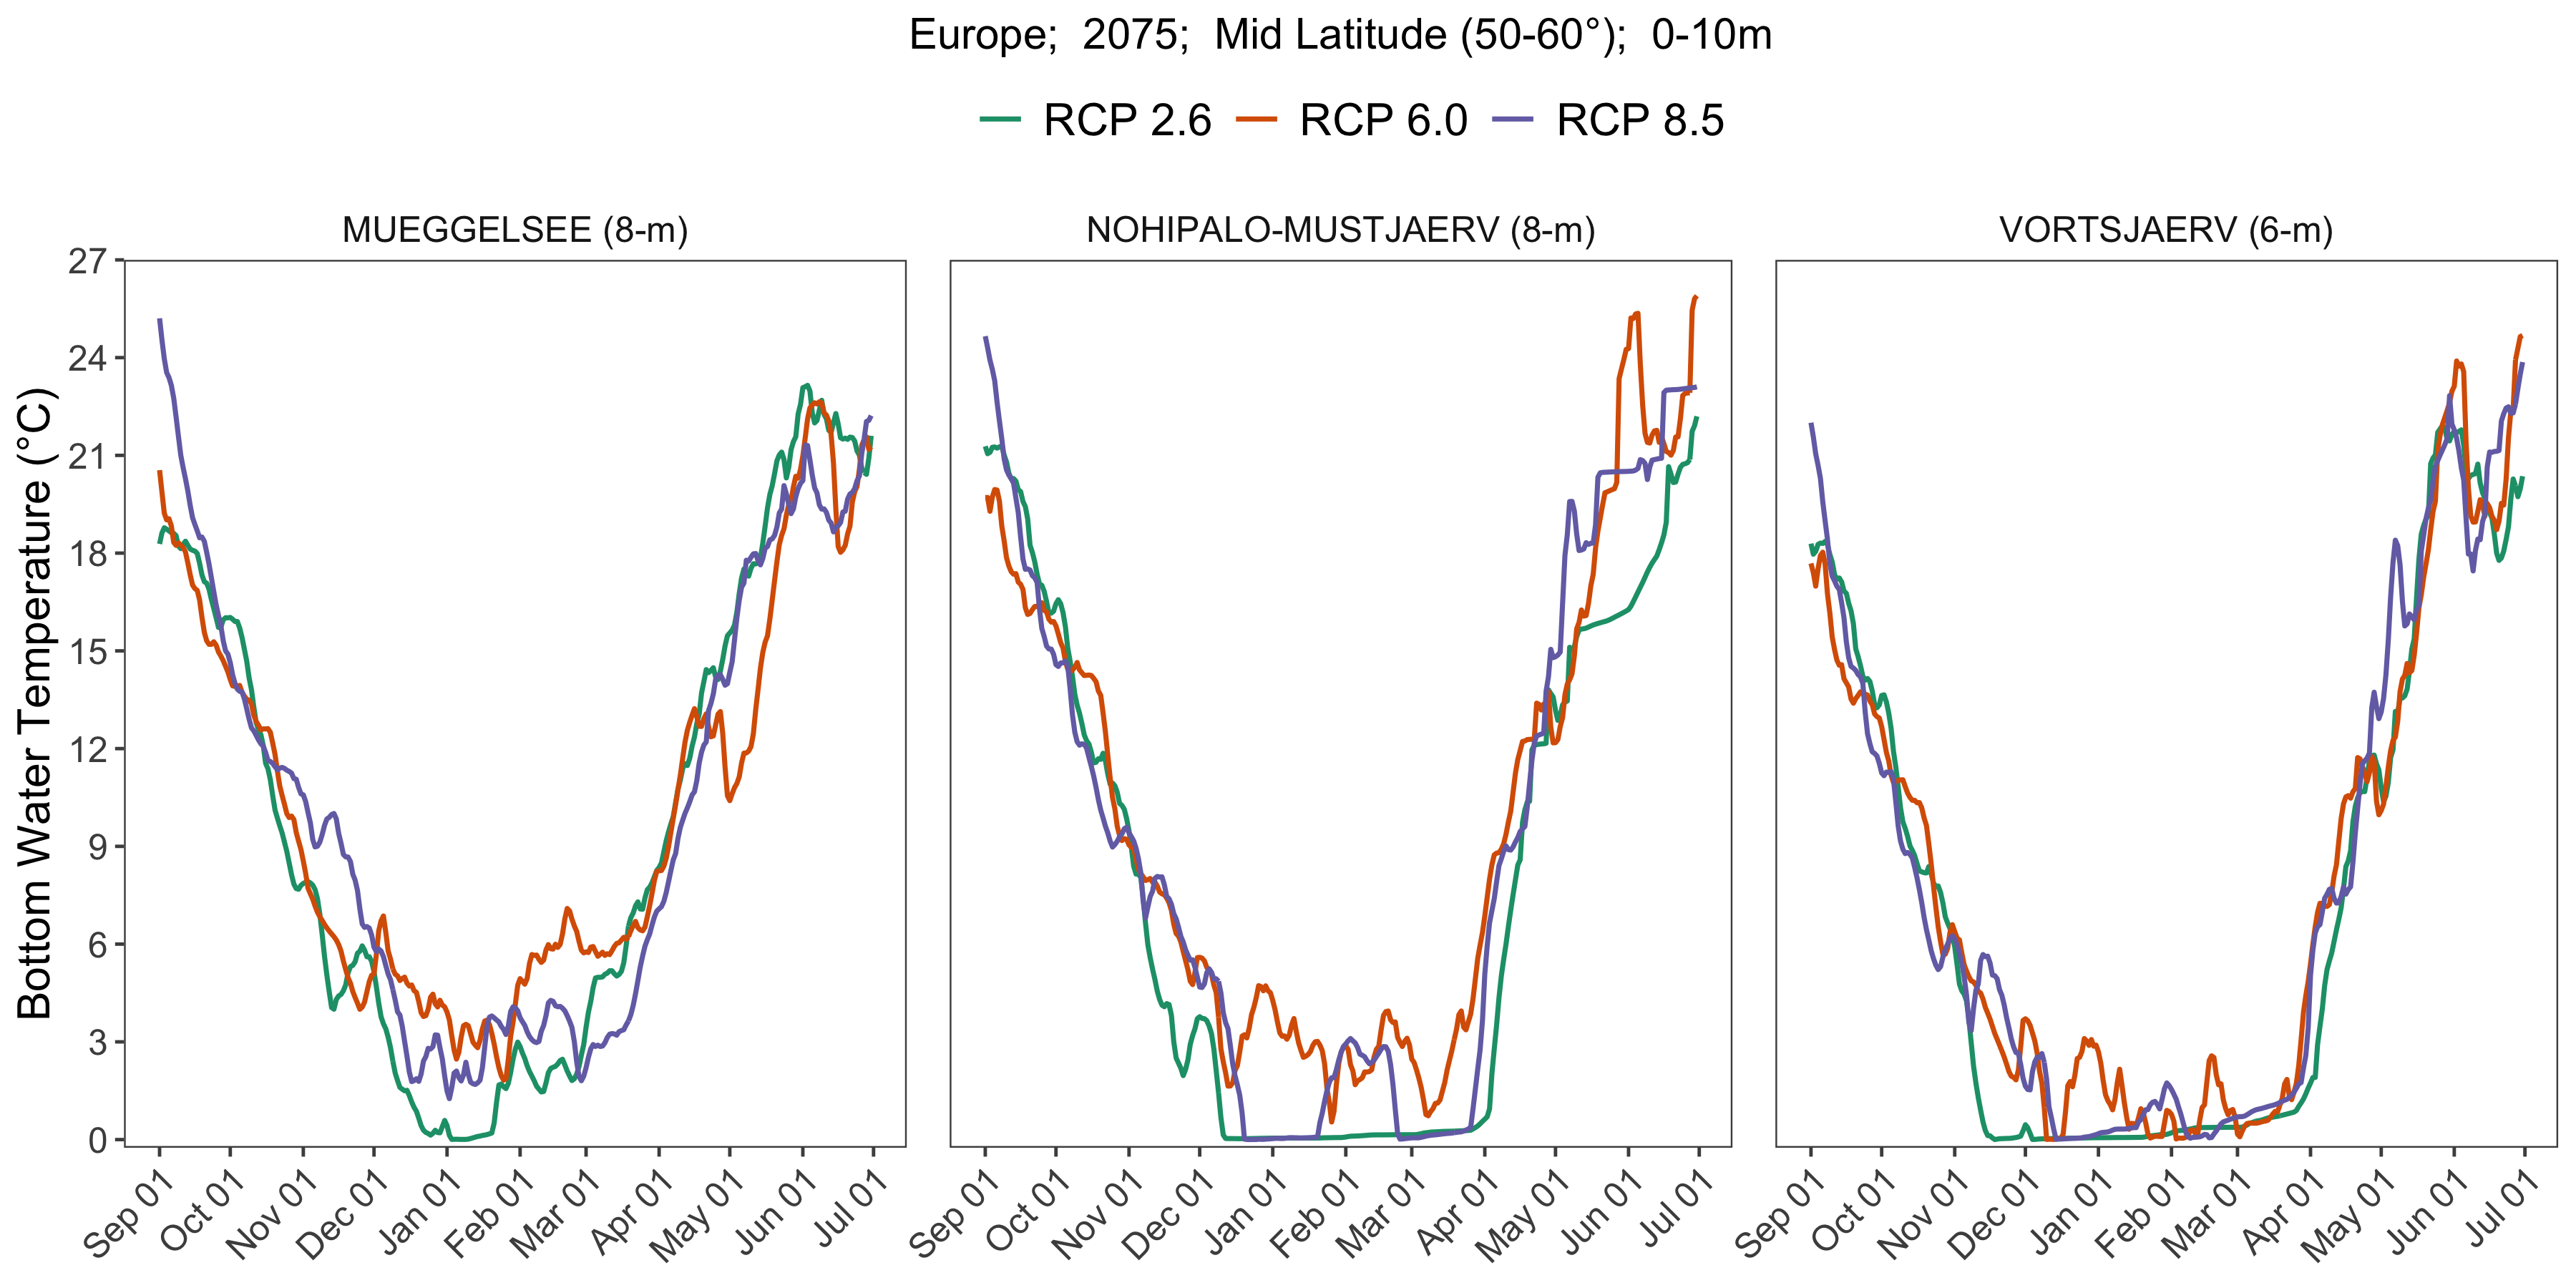 Europe;  2075;  Mid Latitude (50-60°);  0-10m
RCP 2.6 RCP 6.0 RCP 8.5
MUEGGELSEE (8-m)
NOHIPALO-MUSTJAERV (8-m)
VORTSJAERV (6-m)
Bottom Water Temperature (°C)
27
24
21
18
15
12
9
6
3
0
Sep 01 Oct 01 Nov 01 Dec 01 Jan 01 Feb 01 Mar 01 Apr 01 May 01 Jun 01 Jul 01
Sep 01 Oct 01 Nov 01 Dec 01 Jan 01 Feb 01 Mar 01 Apr 01 May 01 Jun 01 Jul 01
Sep 01 Oct 01 Nov 01 Dec 01 Jan 01 Feb 01 Mar 01 Apr 01 May 01 Jun 01 Jul 01